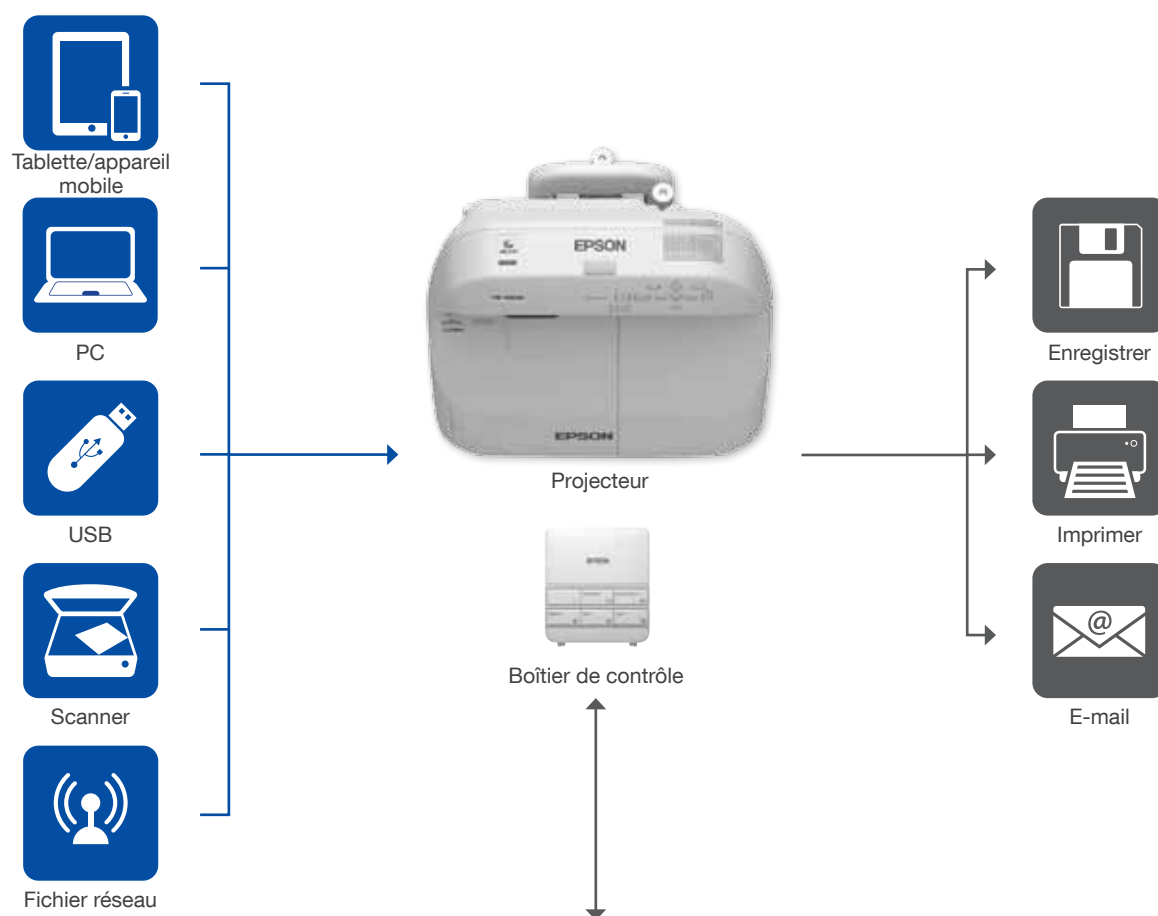 Tablette/appareil
mobile
PC
USB
Scanner
Fichier réseau
EPSON
EPSON
Projecteur
EPSON
Boîtier de contrôle
Enregistrer
Imprimer
@
E-mail